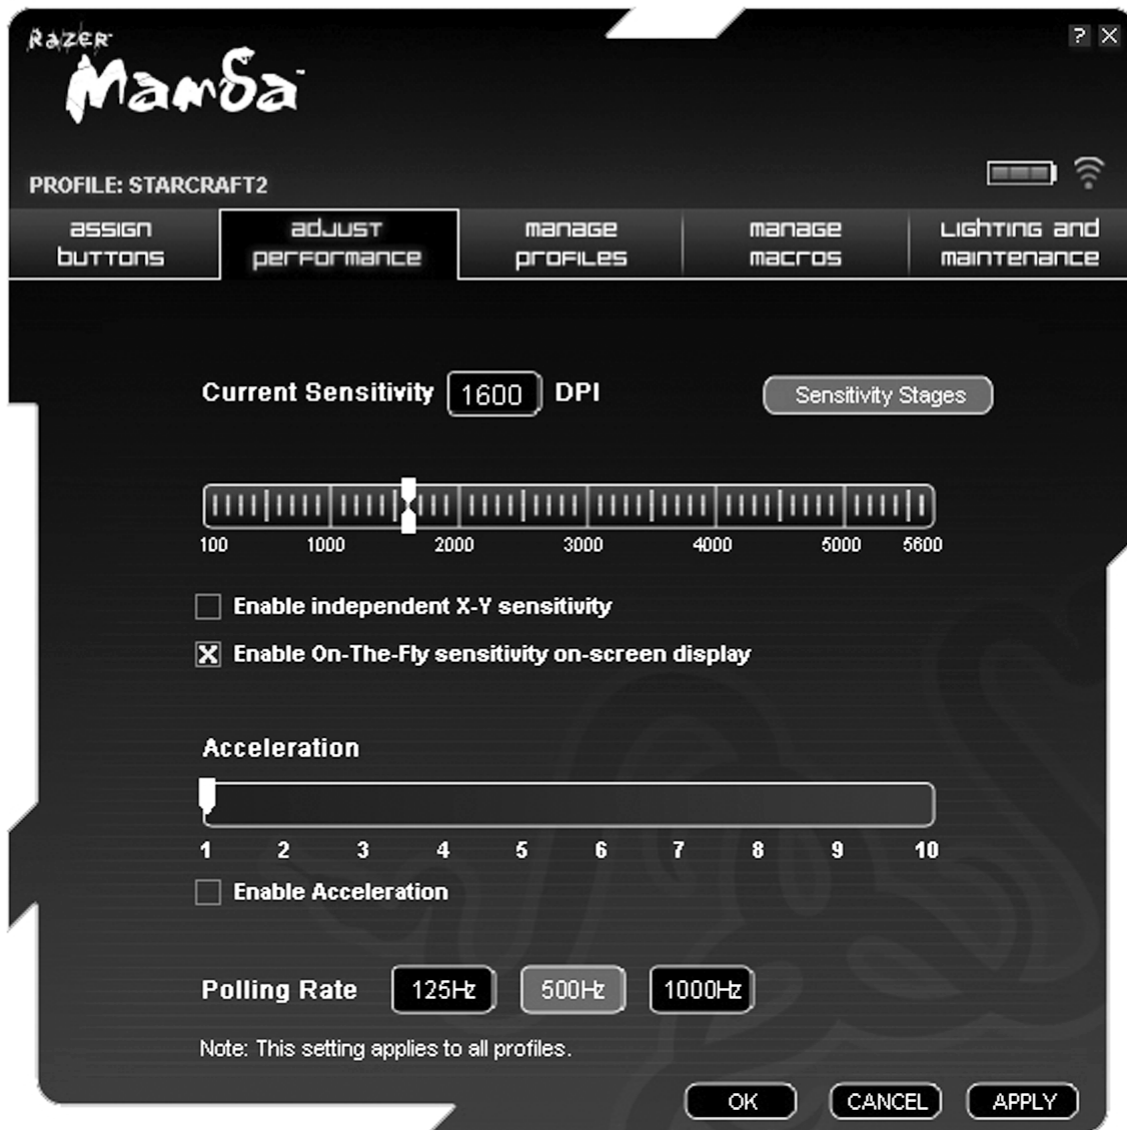 RAZER™
Mamba™
? X
PROFILE: STARCRAFT2
assign buttons
adjust performance
manage profiles
manage macros
Lighting and maintenance
Current Sensitivity 1600 DPI
Sensitivity Stages
100 1000 2000 3000 4000 5000 5600
Enable independent X-Y sensitivity
X Enable On-The-Fly sensitivity on-screen display
Acceleration
1 2 3 4 5 6 7 8 9 10
Enable Acceleration
Polling Rate 125Hz 500Hz 1000Hz
Note: This setting applies to all profiles.
OK CANCEL APPLY